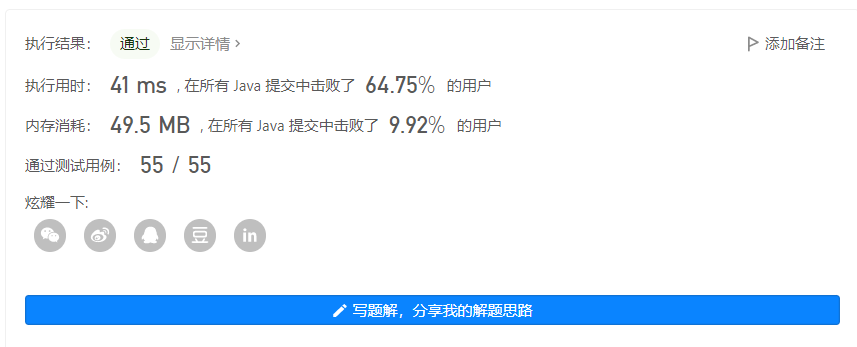 执行结果： 通过 显示详情 > 添加备注
执行用时： 41 ms , 在所有 Java 提交中击败了 64.75% 的用户
内存消耗： 49.5 MB , 在所有 Java 提交中击败了 9.92% 的用户
通过测试用例： 55 / 55
炫耀一下:
豆 in
写题解，分享我的解题思路